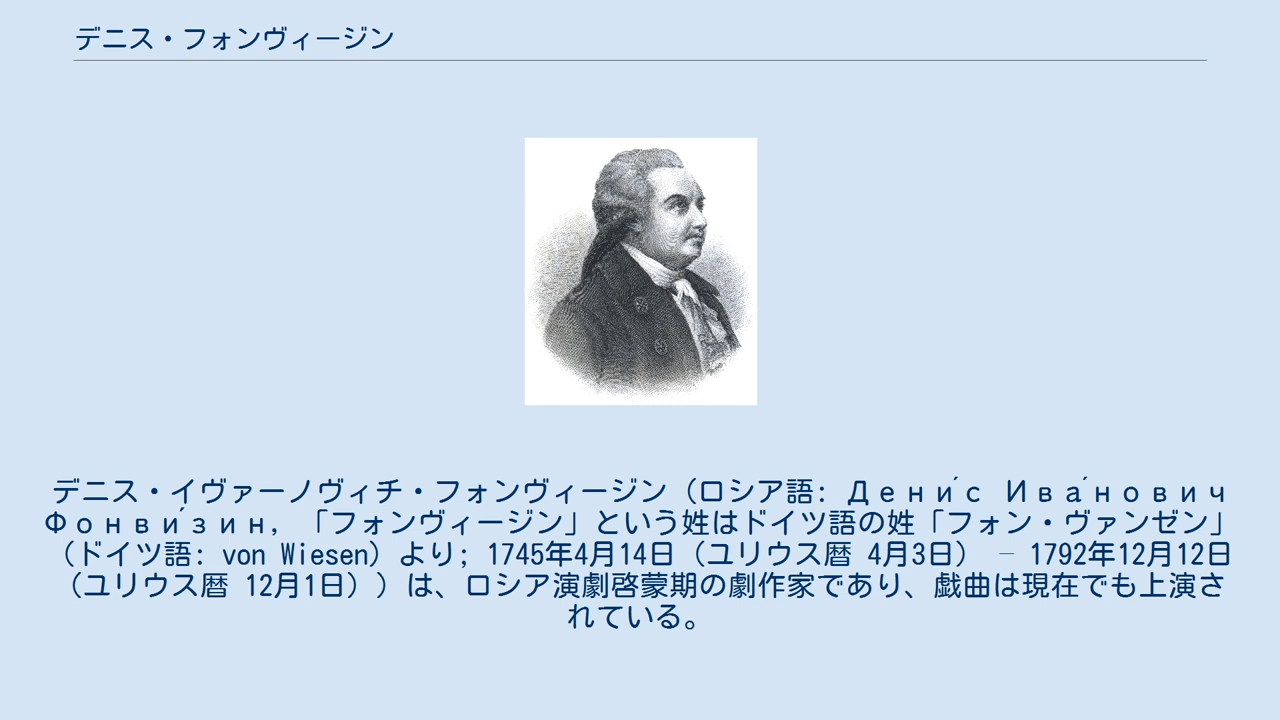 デニス・フォンヴィージン
デニス・イヴァーノヴィチ・フォンヴィージン（ロシア語: Дени́с Ива́нович
Фонви́зин, 「フォンヴィージン」という姓はドイツ語の姓「フォン・ヴァンゼン」
（ドイツ語: von Wiesen）より; 1745年4月14日（ユリウス暦 4月3日） – 1792年12月12日
（ユリウス暦 12月1日））は、ロシア演劇啓蒙期の劇作家であり、戯曲は現在でも上演さ
れている。